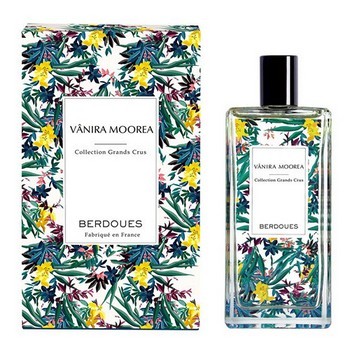 VÂNIRA MOOREA
Collection Grands Crus
BERDOUES
Fabriqué en France
VÂNIRA MOOREA
Collection Grands Crus
BERDOUES